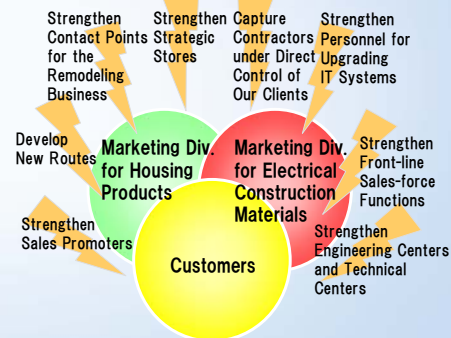 Strengthen
Contact Points
for the
Remodeling
Business
Strengthen
Strategic
Stores
Capture
Contractors
under Direct
Control of
Our Clients
Strengthen
Personnel for
Upgrading
IT Systems
Develop
New Routes
Marketing Div.
for Housing
Products
Marketing Div.
for Electrical
Construction
Materials
Strengthen
Front-line
Sales-force
Functions
Strengthen
Sales Promoters
Customers
Strengthen
Engineering Centers
and Technical
Centers